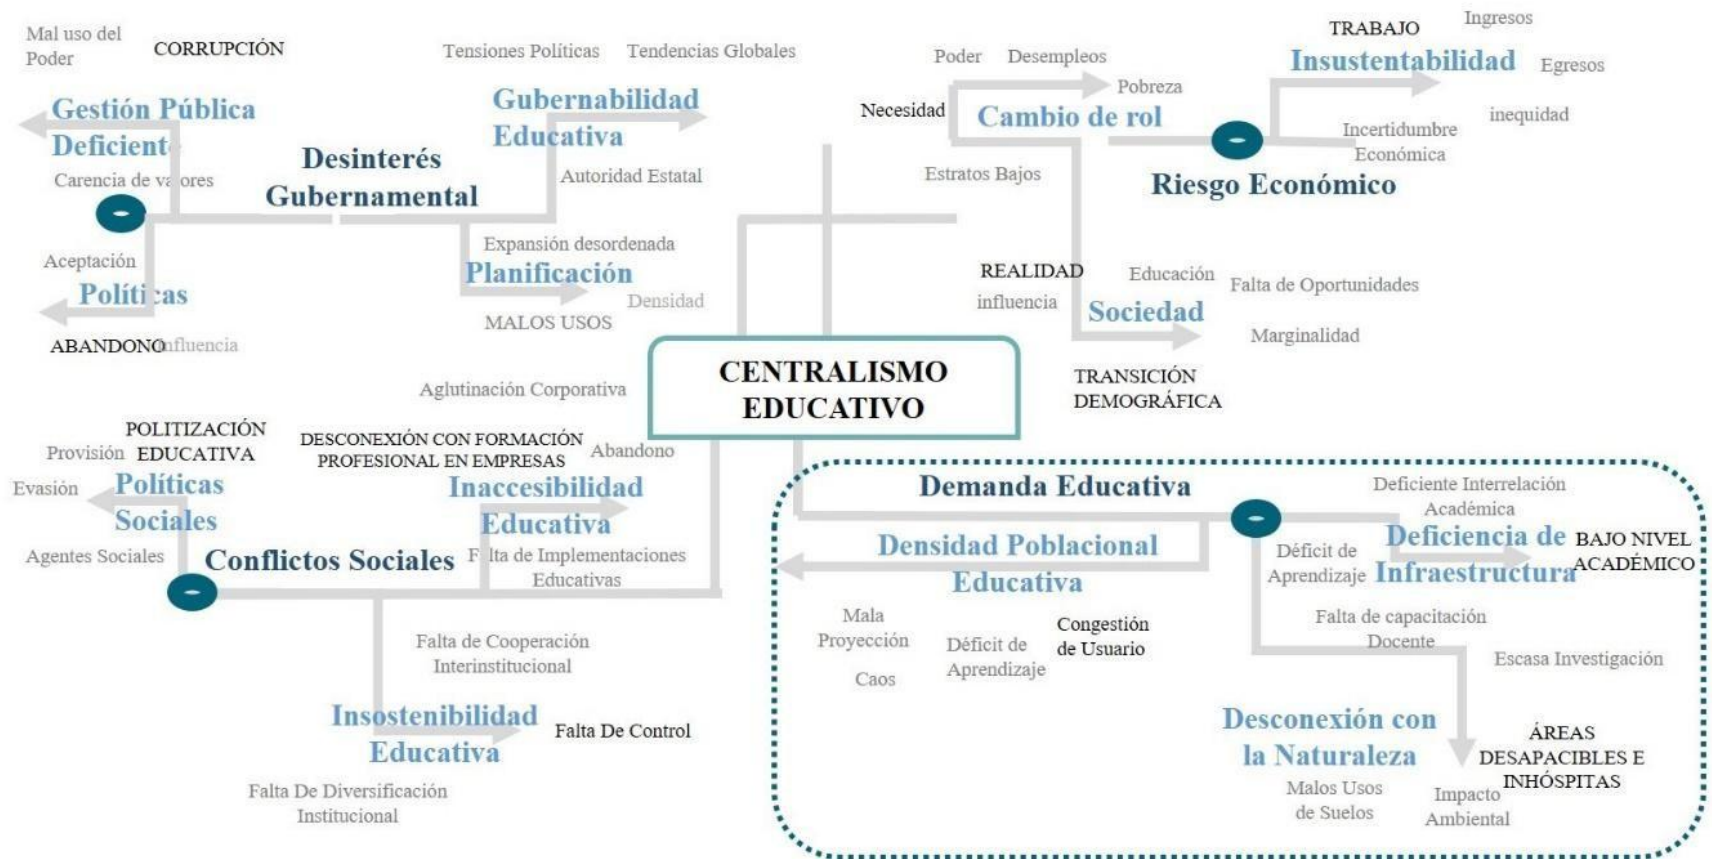 Mal uso del
Poder
CORRUPCIÓN
Gestión Pública
Deficiente
Carencia de valores
Desinterés
Gubernamental
Aceptación
Políticas
ABANDONO
Influencia
Tensiones Políticas
Tendencias Globales
Gubernabilidad
Educativa
Autoridad Estatal
Expansión desordenada
Planificación
Densidad
MALOS USOS
Poder
Desempleos
Pobreza
Necesidad
Cambio de rol
Estratos Bajos
TRABAJO
Ingresos
Insustentabilidad
Egresos
inequidad
Incertidumbre
Económica
Riesgo Económico
REALIDAD
influencia
Educación
Falta de Oportunidades
Sociedad
Marginalidad
TRANSICIÓN
DEMOGRÁFICA
CENTRALISMO
EDUCATIVO
Aglutinación Corporativa
POLITIZACIÓN
EDUCATIVA
Provisión
Evasión
Políticas
Sociales
Agentes Sociales
DESCONEXIÓN CON FORMACIÓN
PROFESIONAL EN EMPRESAS
Abandono
Inaccesibilidad
Educativa
Falta de Implementaciones
Educativas
Conflictos Sociales
Falta de Cooperación
Interinstitucional
Insostenibilidad
Educativa
Falta De Control
Falta De Diversificación
Institucional
Demanda Educativa
Densidad Poblacional
Educativa
Mala
Proyección
Caos
Déficit de
Aprendizaje
Congestión
de Usuario
Deficiente Interrelación
Académica
Deficiencia de
Infraestructura
BAJO NIVEL
ACADÉMICO
Déficit de
Aprendizaje
Falta de capacitación
Docente
Escasa Investigación
Desconexión con
la Naturaleza
ÁREAS
DESAPACIBLES E
INHÓSPITAS
Malos Usos
de Suelos
Impacto
Ambiental